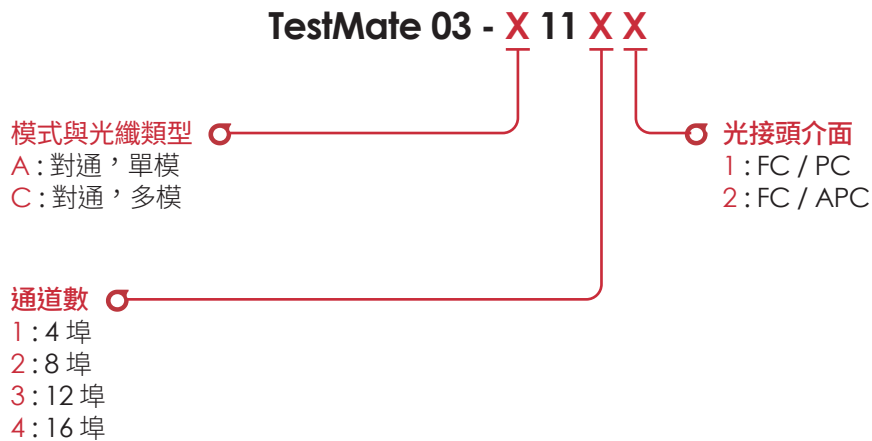 TestMate 03 - X 11 X X
模式與光纖類型
A : 對通，單模
C : 對通，多模
光接頭介面
1 : FC / PC
2 : FC / APC
通道數
1 : 4 埠
2 : 8 埠
3 : 12 埠
4 : 16 埠